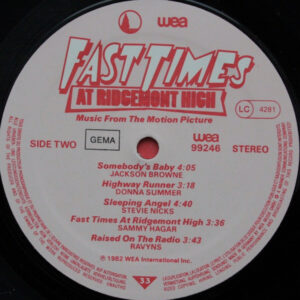 wea
FAST TIMES
AT RIDGEMONT HIGH
Music From The Motion Picture
LC 4281
SIDE TWO
GEMA
wea
99246
STEREO
Somebody's Baby 4:05
JACKSON BROWNE
Highway Runner 3:18
DONNA SUMMER
Sleeping Angel 4:40
STEVIE NICKS
Fast Times At Ridgemont High 3:36
SAMMY HAGAR
Raised On The Radio 3:43
RAVYNS
℗ 1982 WEA International Inc.
33